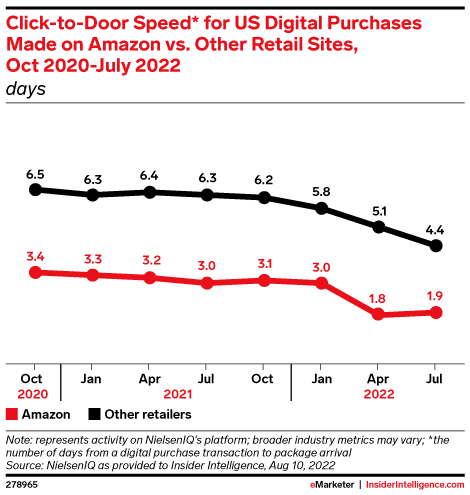 Click-to-Door Speed* for US Digital Purchases
Made on Amazon vs. Other Retail Sites,
Oct 2020-July 2022
days
6.5 6.3 6.4 6.3 6.2 5.8 5.1 4.4
3.4 3.3 3.2 3.0 3.1 3.0 1.8 1.9
Oct Jan Apr Jul Oct Jan Apr Jul
2020 2021 2022
Amazon Other retailers
Note: represents activity on NielsenIQ's platform; broader industry metrics may vary; *the
number of days from a digital purchase transaction to package arrival
Source: NielsenIQ as provided to Insider Intelligence, Aug 10, 2022
278965 eMarketer | InsiderIntelligence.com